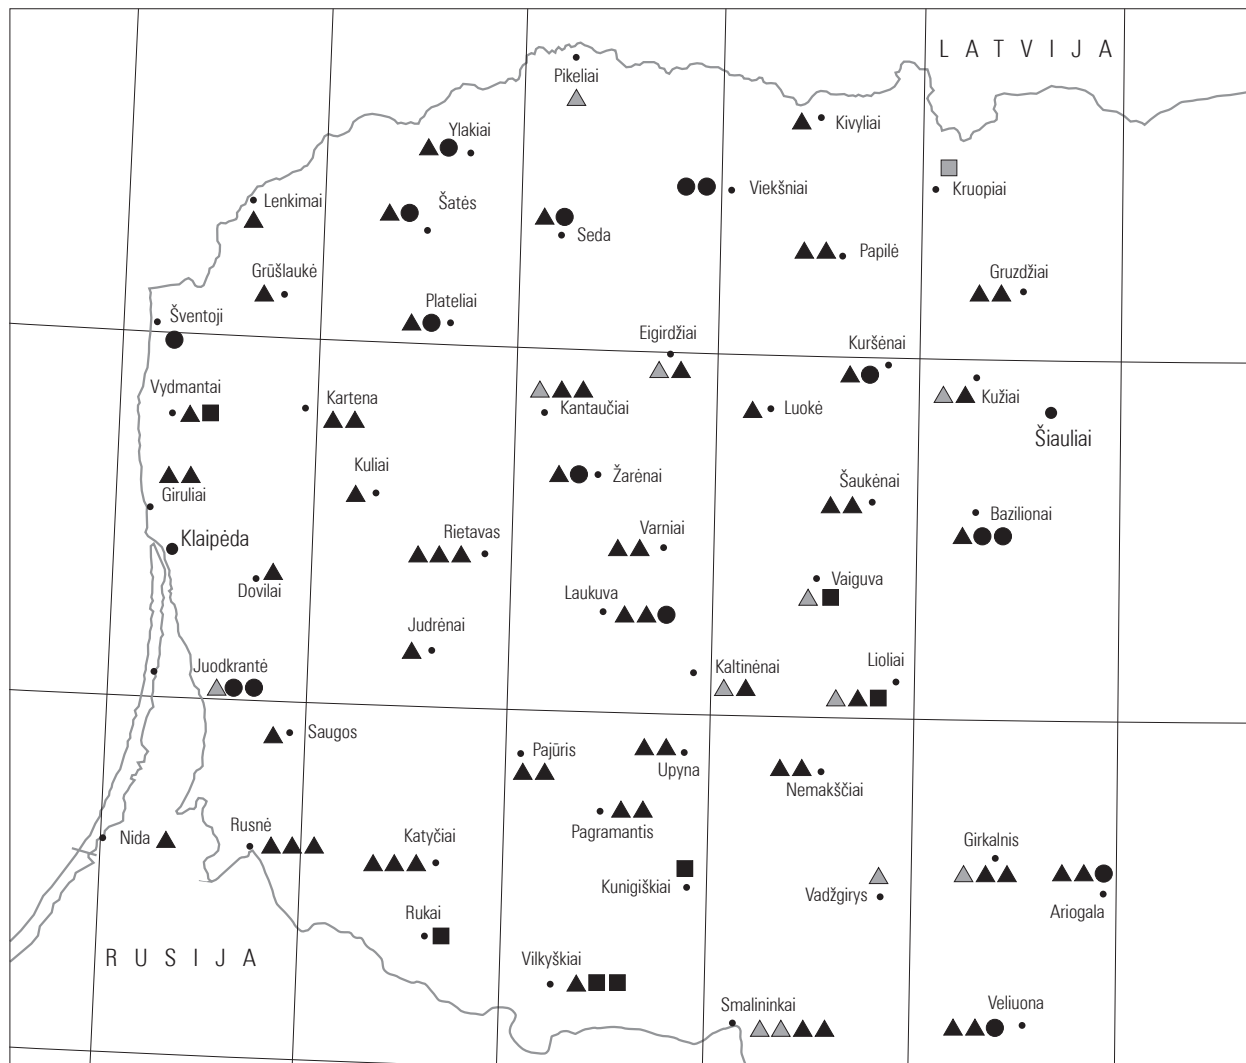 L A T V I J A
Pikeliai
Kivyliai
Ylakiai
Viekšniai
Kruopiai
Lenkimai
Šatės
Seda
Papilė
Grūšlaukė
Gruzdžiai
Plateliai
Šventoji
Eigirdžiai
Kuršėnai
Vydmantai
Kartena
Kantaučiai
Luokė
Kužiai
Šiauliai
Kuliai
Žarėnai
Šaukėnai
Giruliai
Bazilionai
Klaipėda
Rietavas
Varniai
Dovilai
Laukuva
Vaiguva
Judrėnai
Juodkrantė
Kaltinėnai
Lioliai
Saugos
Pajūris
Upyna
Nemakščiai
Nida
Rusnė
Katyčiai
Pagramantis
Girkalnis
Kunigiškiai
Vadžgirys
Ariogala
Rukai
R U S I J A
Vilkyškiai
Smalininkai
Veliuona